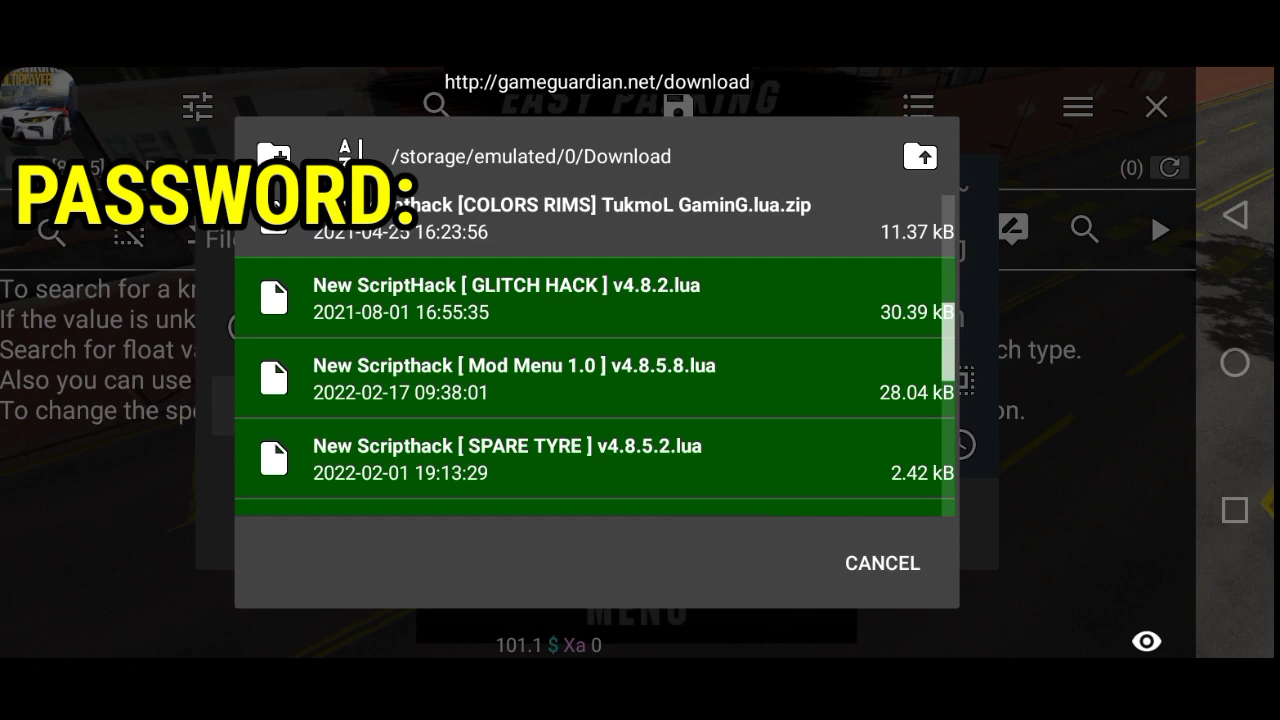 http://gameguardian.net/download
EASY PARKING
/storage/emulated/0/Download
(0)
PASSWORD:
[COLORS RIMS] TukmoL GaminG.lua.zip
2021-04-25 16:23:56
11.37 kB
New ScriptHack [ GLITCH HACK ] v4.8.2.lua
2021-08-01 16:55:35
30.39 kB
New Scripthack [ Mod Menu 1.0 ] v4.8.5.8.lua
2022-02-17 09:38:01
28.04 kB
New Scripthack [ SPARE TYRE ] v4.8.5.2.lua
2022-02-01 19:13:29
2.42 kB
To search for a
If the value is
Search for float
ch type.
Also you can use
To change the
on.
CANCEL
MENU
101.1 $ Xa 0